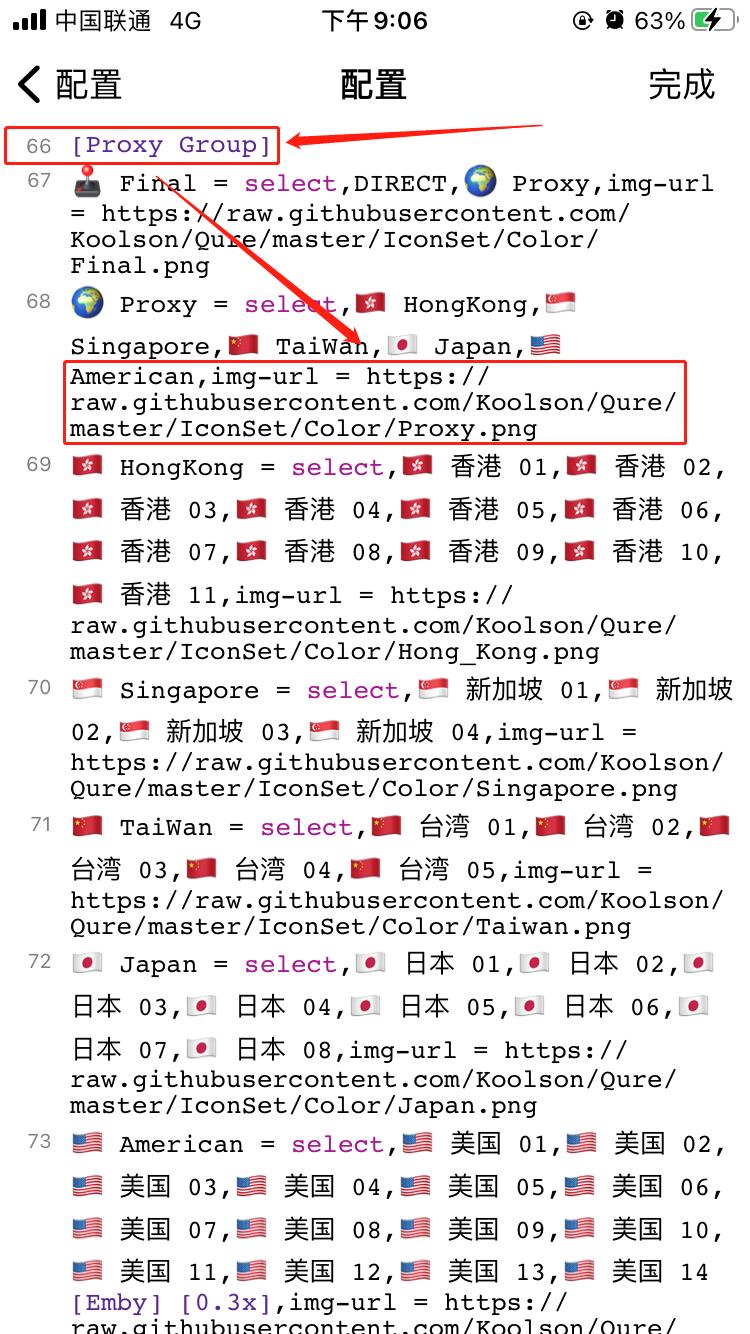 中国联通 4G 下午9:06 63%
配置 配置 完成
66 [Proxy Group]
67 🕹️ Final = select,DIRECT,🌍 Proxy,img-url
= https://raw.githubusercontent.com/
Koolson/Qure/master/IconSet/Color/
Final.png
68 🌍 Proxy = select,🇭🇰 HongKong,🇸🇬
Singapore,🇨🇳 TaiWan,🇯🇵 Japan,🇺🇸
American,img-url = https://
raw.githubusercontent.com/Koolson/Qure/
master/IconSet/Color/Proxy.png
69 🇭🇰 HongKong = select,🇭🇰 香港 01,🇭🇰 香港 02,
🇭🇰 香港 03,🇭🇰 香港 04,🇭🇰 香港 05,🇭🇰 香港 06,
🇭🇰 香港 07,🇭🇰 香港 08,🇭🇰 香港 09,🇭🇰 香港 10,
🇭🇰 香港 11,img-url = https://
raw.githubusercontent.com/Koolson/Qure/
master/IconSet/Color/Hong_Kong.png
70 🇸🇬 Singapore = select,🇸🇬 新加坡 01,🇸🇬 新加坡
02,🇸🇬 新加坡 03,🇸🇬 新加坡 04,img-url =
https://raw.githubusercontent.com/Koolson/
Qure/master/IconSet/Color/Singapore.png
71 🇨🇳 TaiWan = select,🇨🇳 台湾 01,🇨🇳 台湾 02,🇨🇳
台湾 03,🇨🇳 台湾 04,🇨🇳 台湾 05,img-url =
https://raw.githubusercontent.com/Koolson/
Qure/master/IconSet/Color/Taiwan.png
72 🇯🇵 Japan = select,🇯🇵 日本 01,🇯🇵 日本 02,🇯🇵
日本 03,🇯🇵 日本 04,🇯🇵 日本 05,🇯🇵 日本 06,🇯🇵
日本 07,🇯🇵 日本 08,img-url = https://
raw.githubusercontent.com/Koolson/Qure/
master/IconSet/Color/Japan.png
73 🇺🇸 American = select,🇺🇸 美国 01,🇺🇸 美国 02,
🇺🇸 美国 03,🇺🇸 美国 04,🇺🇸 美国 05,🇺🇸 美国 06,
🇺🇸 美国 07,🇺🇸 美国 08,🇺🇸 美国 09,🇺🇸 美国 10,
🇺🇸 美国 11,🇺🇸 美国 12,🇺🇸 美国 13,🇺🇸 美国 14
[Emby] [0.3x],img-url = https://
raw.githubusercontent.com/Koolson/Qure/